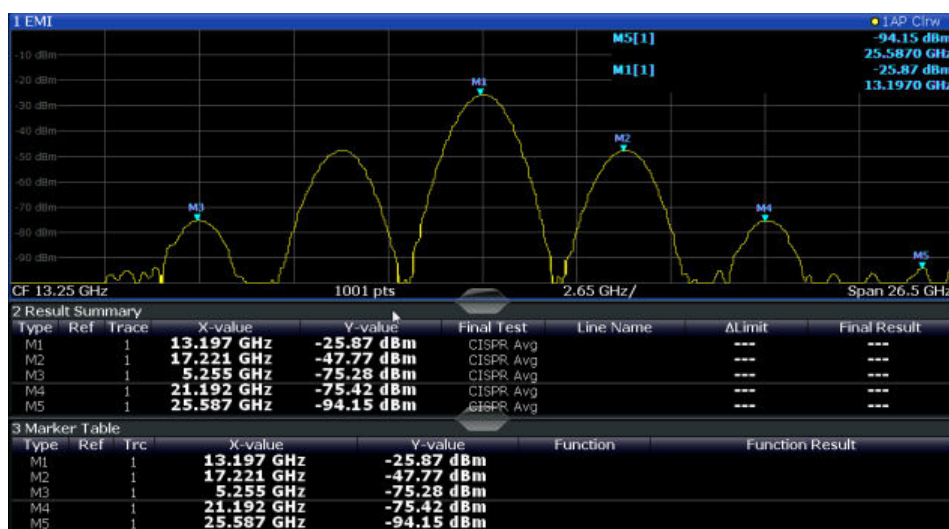 1 EMI 1AP Clrw
M5[1] -94.15 dBm
25.5870 GHz
M1[1] -25.87 dBm
13.1970 GHz
-10 dBm
-20 dBm
-30 dBm
-40 dBm
-50 dBm
-60 dBm
-70 dBm
-80 dBm
-90 dBm
M1
M2
M3
M4
M5
CF 13.25 GHz 1001 pts 2.65 GHz/ Span 26.5 GHz
2 Result Summary
Type Ref Trace X-value Y-value Final Test Line Name ΔLimit Final Result
M1 1 13.197 GHz -25.87 dBm CISPR Avg --- ---
M2 1 17.221 GHz -47.77 dBm CISPR Avg --- ---
M3 1 5.255 GHz -75.28 dBm CISPR Avg --- ---
M4 1 21.192 GHz -75.42 dBm CISPR Avg --- ---
M5 1 25.587 GHz -94.15 dBm CISPR Avg --- ---
3 Marker Table
Type Ref Trc X-value Y-value Function Function Result
M1 1 13.197 GHz -25.87 dBm
M2 1 17.221 GHz -47.77 dBm
M3 1 5.255 GHz -75.28 dBm
M4 1 21.192 GHz -75.42 dBm
M5 1 25.587 GHz -94.15 dBm